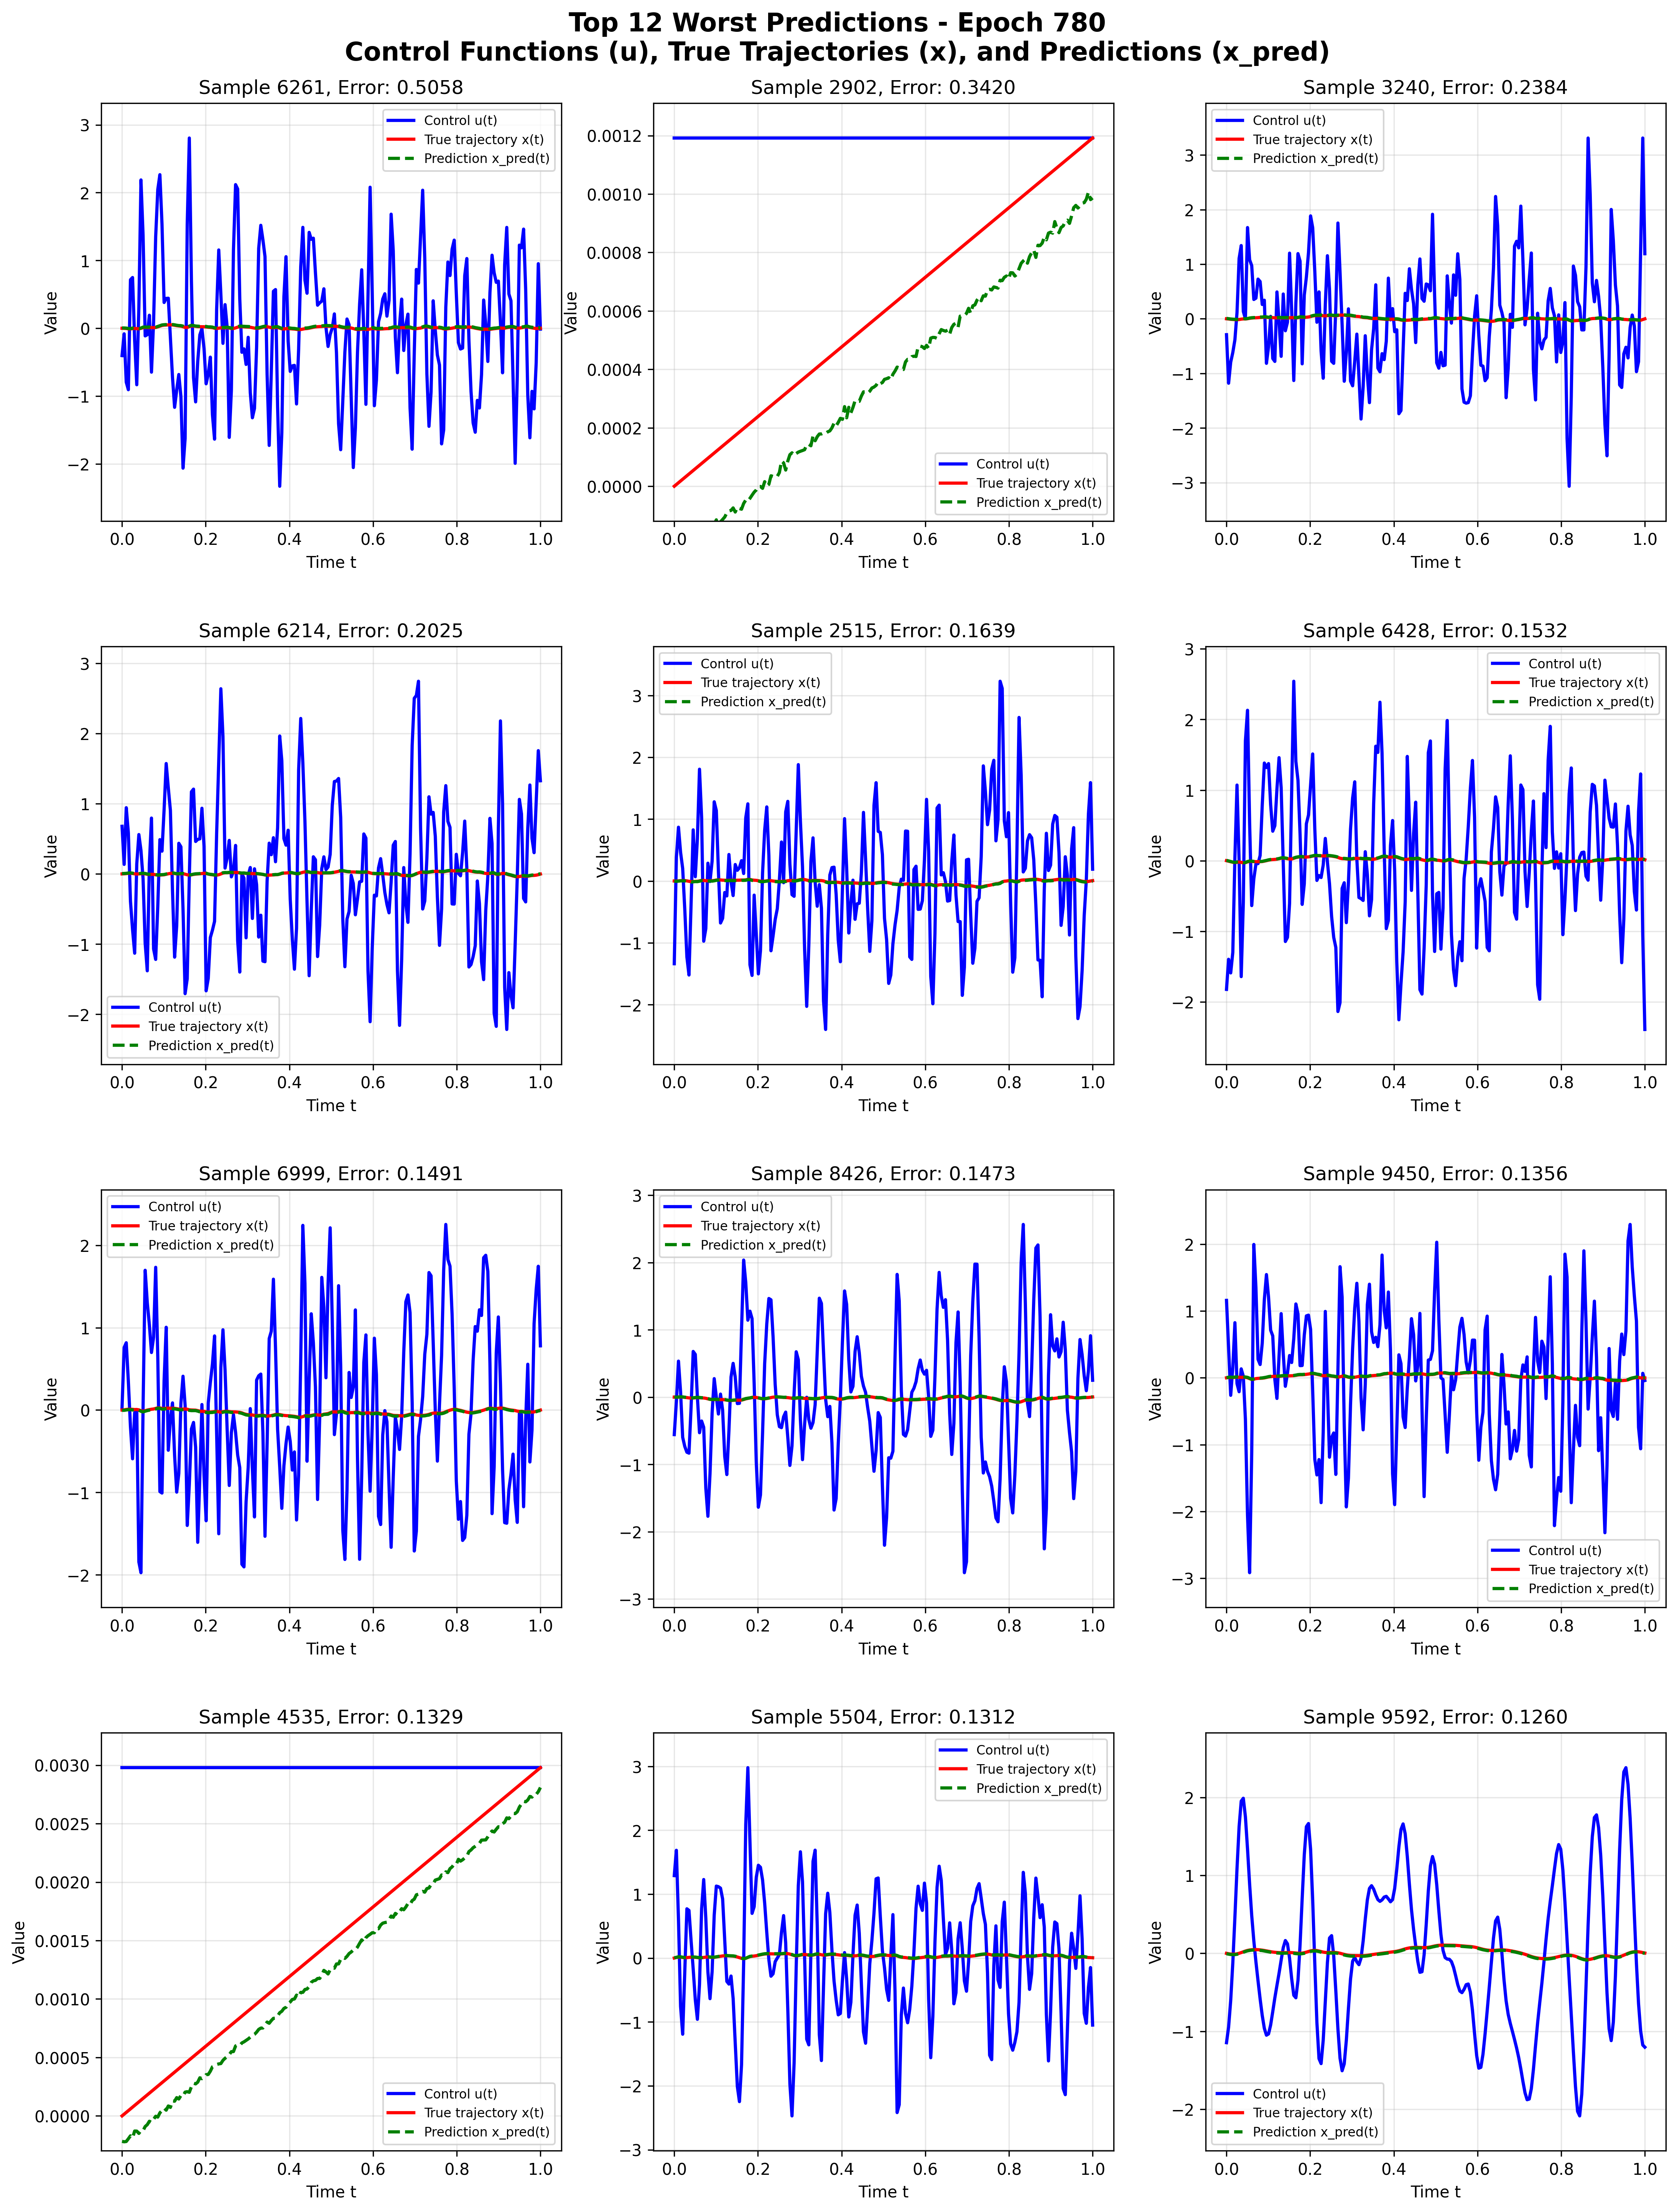 Top 12 Worst Predictions - Epoch 780
Control Functions (u), True Trajectories (x), and Predictions (x_pred)
Sample 6261, Error: 0.5058
Value
3
2
1
0
−1
−2
Control u(t)
True trajectory x(t)
Prediction x_pred(t)
0.0 0.2 0.4 0.6 0.8 1.0
Time t
Sample 2902, Error: 0.3420
Value
0.0012
0.0010
0.0008
0.0006
0.0004
0.0002
0.0000
Control u(t)
True trajectory x(t)
Prediction x_pred(t)
0.0 0.2 0.4 0.6 0.8 1.0
Time t
Sample 3240, Error: 0.2384
Value
3
2
1
0
−1
−2
−3
Control u(t)
True trajectory x(t)
Prediction x_pred(t)
0.0 0.2 0.4 0.6 0.8 1.0
Time t
Sample 6214, Error: 0.2025
Value
3
2
1
0
−1
−2
Control u(t)
True trajectory x(t)
Prediction x_pred(t)
0.0 0.2 0.4 0.6 0.8 1.0
Time t
Sample 2515, Error: 0.1639
Value
3
2
1
0
−1
−2
Control u(t)
True trajectory x(t)
Prediction x_pred(t)
0.0 0.2 0.4 0.6 0.8 1.0
Time t
Sample 6428, Error: 0.1532
Value
3
2
1
0
−1
−2
Control u(t)
True trajectory x(t)
Prediction x_pred(t)
0.0 0.2 0.4 0.6 0.8 1.0
Time t
Sample 6999, Error: 0.1491
Value
2
1
0
−1
−2
Control u(t)
True trajectory x(t)
Prediction x_pred(t)
0.0 0.2 0.4 0.6 0.8 1.0
Time t
Sample 8426, Error: 0.1473
Value
3
2
1
0
−1
−2
−3
Control u(t)
True trajectory x(t)
Prediction x_pred(t)
0.0 0.2 0.4 0.6 0.8 1.0
Time t
Sample 9450, Error: 0.1356
Value
2
1
0
−1
−2
−3
Control u(t)
True trajectory x(t)
Prediction x_pred(t)
0.0 0.2 0.4 0.6 0.8 1.0
Time t
Sample 4535, Error: 0.1329
Value
0.0030
0.0025
0.0020
0.0015
0.0010
0.0005
0.0000
Control u(t)
True trajectory x(t)
Prediction x_pred(t)
0.0 0.2 0.4 0.6 0.8 1.0
Time t
Sample 5504, Error: 0.1312
Value
3
2
1
0
−1
−2
−3
Control u(t)
True trajectory x(t)
Prediction x_pred(t)
0.0 0.2 0.4 0.6 0.8 1.0
Time t
Sample 9592, Error: 0.1260
Value
2
1
0
−1
−2
Control u(t)
True trajectory x(t)
Prediction x_pred(t)
0.0 0.2 0.4 0.6 0.8 1.0
Time t